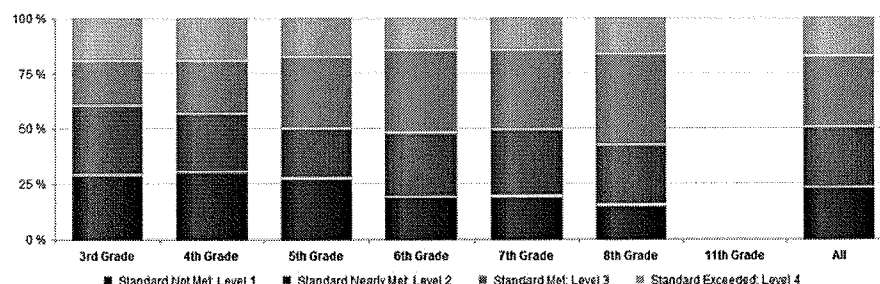 100 %
75 %
50 %
25 %
0 %
3rd Grade 4th Grade 5th Grade 6th Grade 7th Grade 8th Grade 11th Grade All
Standard Not Met: Level 1 Standard Nearly Met: Level 2 Standard Met: Level 3 Standard Exceeded: Level 4